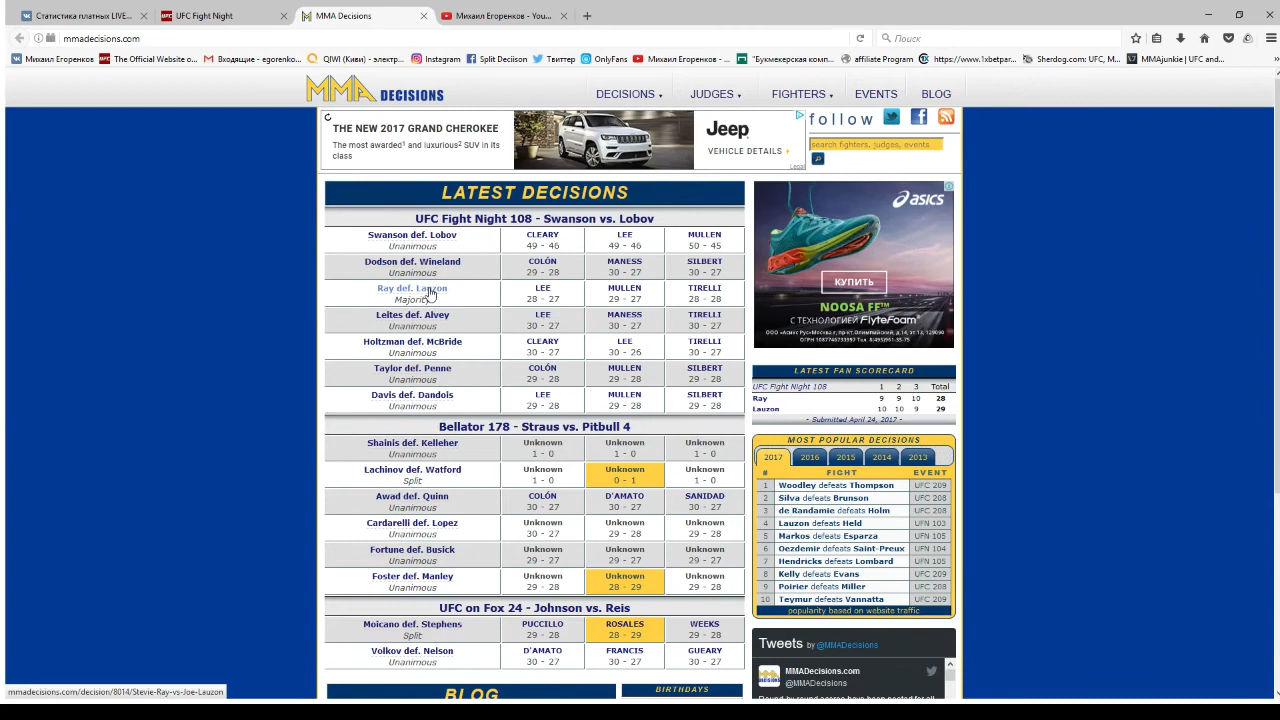 Статистика платных LIVE...
UFC Fight Night
MMA Decisions
Михаил Егоренков - You...
mmadecisions.com
Поиск
Михаил Егоренков
The Official Website o...
Входящие - egorenko...
QIWI (Киви) - электр...
Instagram
Split Deciison
Твиттер
OnlyFans
Михаил Егоренков - ...
"Букмекерская комп...
affiliate Program
https://www.1xbetpar...
Sherdog.com: UFC, M...
MMAjunkie | UFC and...
MMA DECISIONS
DECISIONS
JUDGES
FIGHTERS
EVENTS
BLOG
THE NEW 2017 GRAND CHEROKEE
The most awarded1 and luxurious2 SUV in its
class
Jeep
VEHICLE DETAILS
Legal
follow
search fighters, judges, events
LATEST DECISIONS
UFC Fight Night 108 - Swanson vs. Lobov
Swanson def. Lobov CLEARY LEE MULLEN
Unanimous 49 - 46 49 - 46 50 - 45
Dodson def. Wineland COLÓN MANESS SILBERT
Unanimous 29 - 28 30 - 27 30 - 27
Ray def. Lauzon LEE MULLEN TIRELLI
Majority 28 - 27 29 - 27 28 - 28
Leites def. Alvey LEE MANESS TIRELLI
Unanimous 30 - 27 30 - 27 30 - 27
Holtzman def. McBride CLEARY LEE TIRELLI
Unanimous 30 - 27 30 - 26 30 - 27
Taylor def. Penne COLÓN MULLEN SILBERT
Unanimous 29 - 28 29 - 28 29 - 28
Davis def. Dandois LEE MULLEN SILBERT
Unanimous 29 - 28 29 - 28 29 - 28
Bellator 178 - Straus vs. Pitbull 4
Shainis def. Kelleher Unknown Unknown Unknown
Unanimous 1 - 0 1 - 0 1 - 0
Lachinov def. Watford Unknown Unknown Unknown
Split 1 - 0 0 - 1 1 - 0
Awad def. Quinn COLÓN D'AMATO SANIDAD
Unanimous 30 - 27 30 - 27 30 - 27
Cardarelli def. Lopez Unknown Unknown Unknown
Unanimous 30 - 27 29 - 28 29 - 28
Fortune def. Busick Unknown Unknown Unknown
Unanimous 29 - 27 30 - 27 30 - 27
Foster def. Manley Unknown Unknown Unknown
Unanimous 29 - 28 28 - 29 29 - 28
UFC on Fox 24 - Johnson vs. Reis
Moicano def. Stephens PUCCILLO ROSALES WEEKS
Split 29 - 28 28 - 29 29 - 28
Volkov def. Nelson D'AMATO FRANCIS GUEARY
Unanimous 30 - 27 30 - 27 30 - 27
BLOG
BIRTHDAYS
asics
КУПИТЬ
NOOSA FF™
С ТЕХНОЛОГИЕЙ FlyteFoam™
LATEST FAN SCORECARD
UFC Fight Night 108 1 2 3 Total
Ray 9 9 10 28
Lauzon 10 10 9 29
- Submitted April 24, 2017 -
MOST POPULAR DECISIONS
2017 2016 2015 2014 2013
# FIGHT EVENT
1 Woodley defeats Thompson UFC 209
2 Silva defeats Brunson UFC 208
3 de Randamie defeats Holm UFC 208
4 Lauzon defeats Held UFN 103
5 Markos defeats Esparza UFC 209
6 Oezdemir defeats Saint-Preux UFN 104
7 Hendricks defeats Lombard UFN 105
8 Kelly defeats Evans UFC 209
9 Poirier defeats Miller UFC 208
10 Teymur defeats Vannatta UFC 209
popularity based on website traffic
Tweets by @MMADecisions
MMADecisions.com
@MMADecisions
Round-by-round scores have been posted for all
mmadecisions.com/decision/8014/Stevie-Ray-vs-Joe-Lauzon